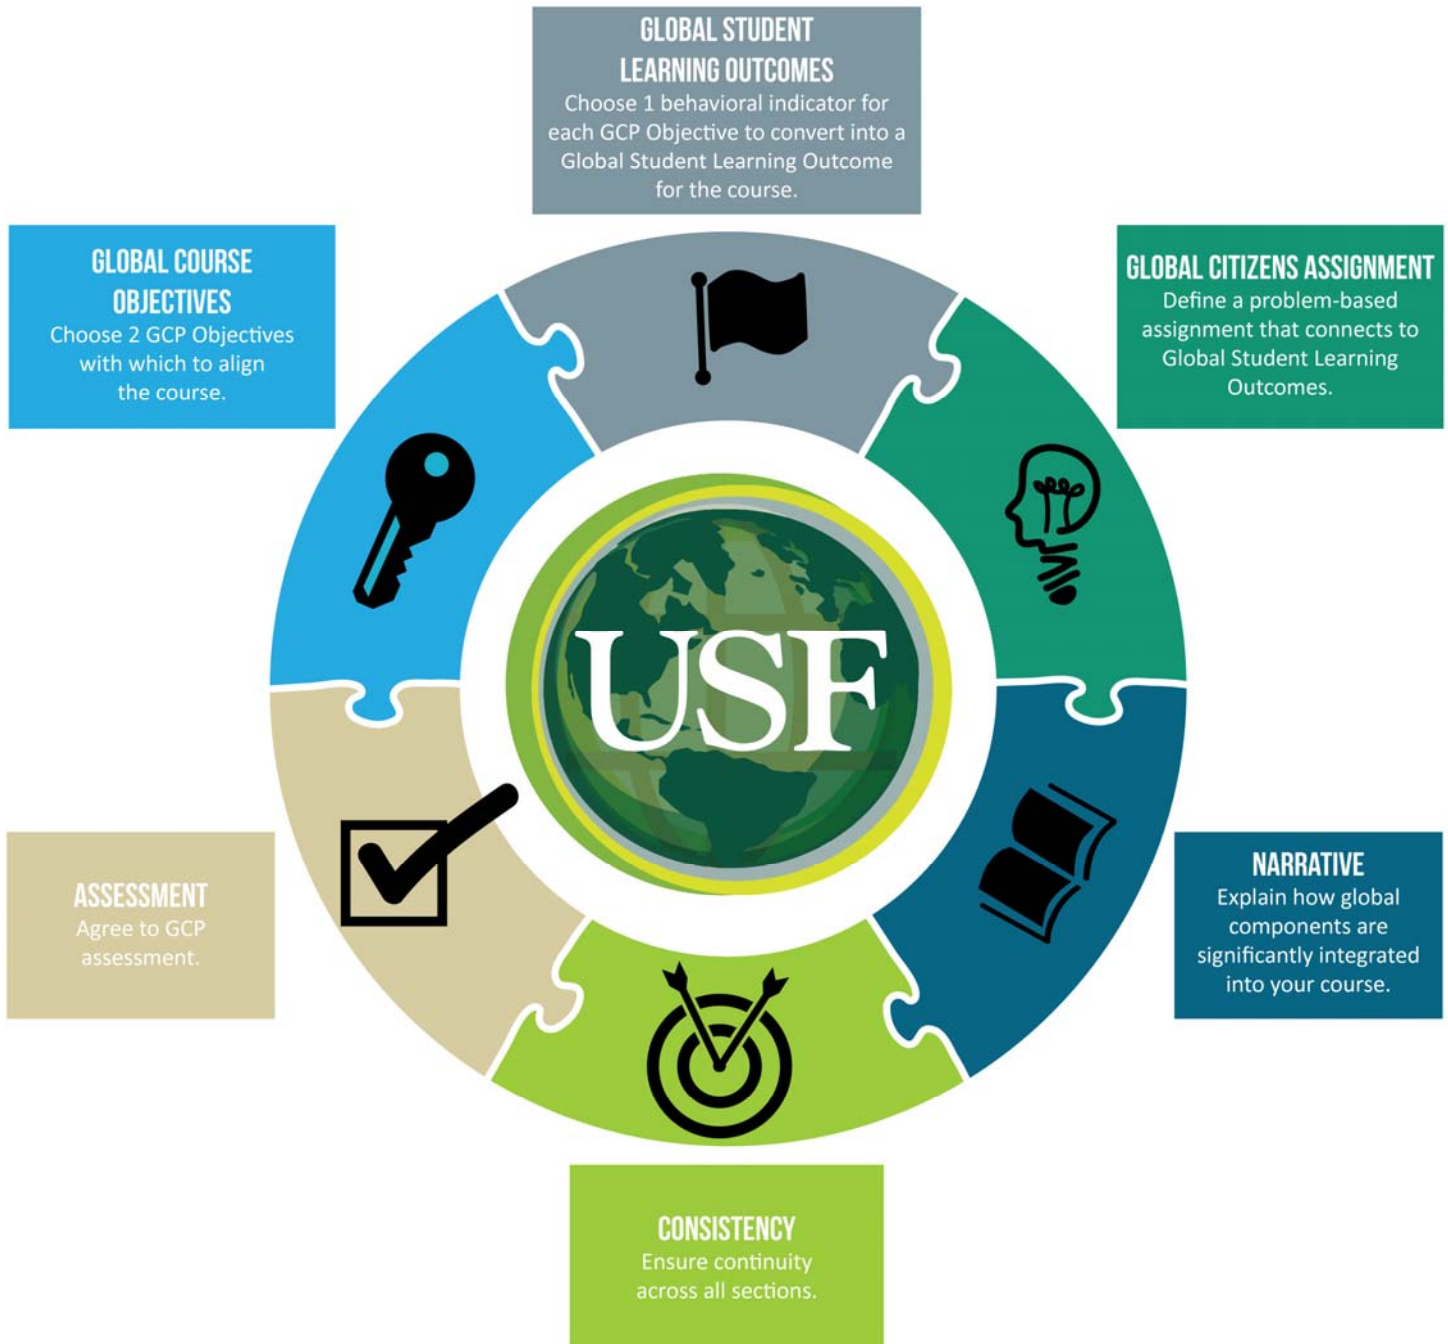 GLOBAL STUDENT
LEARNING OUTCOMES
Choose 1 behavioral indicator for
each GCP Objective to convert into a
Global Student Learning Outcome
for the course.
GLOBAL COURSE
OBJECTIVES
Choose 2 GCP Objectives
with which to align
the course.
GLOBAL CITIZENS ASSIGNMENT
Define a problem-based
assignment that connects to
Global Student Learning
Outcomes.
USF
ASSESSMENT
Agree to GCP
assessment.
NARRATIVE
Explain how global
components are
significantly integrated
into your course.
CONSISTENCY
Ensure continuity
across all sections.